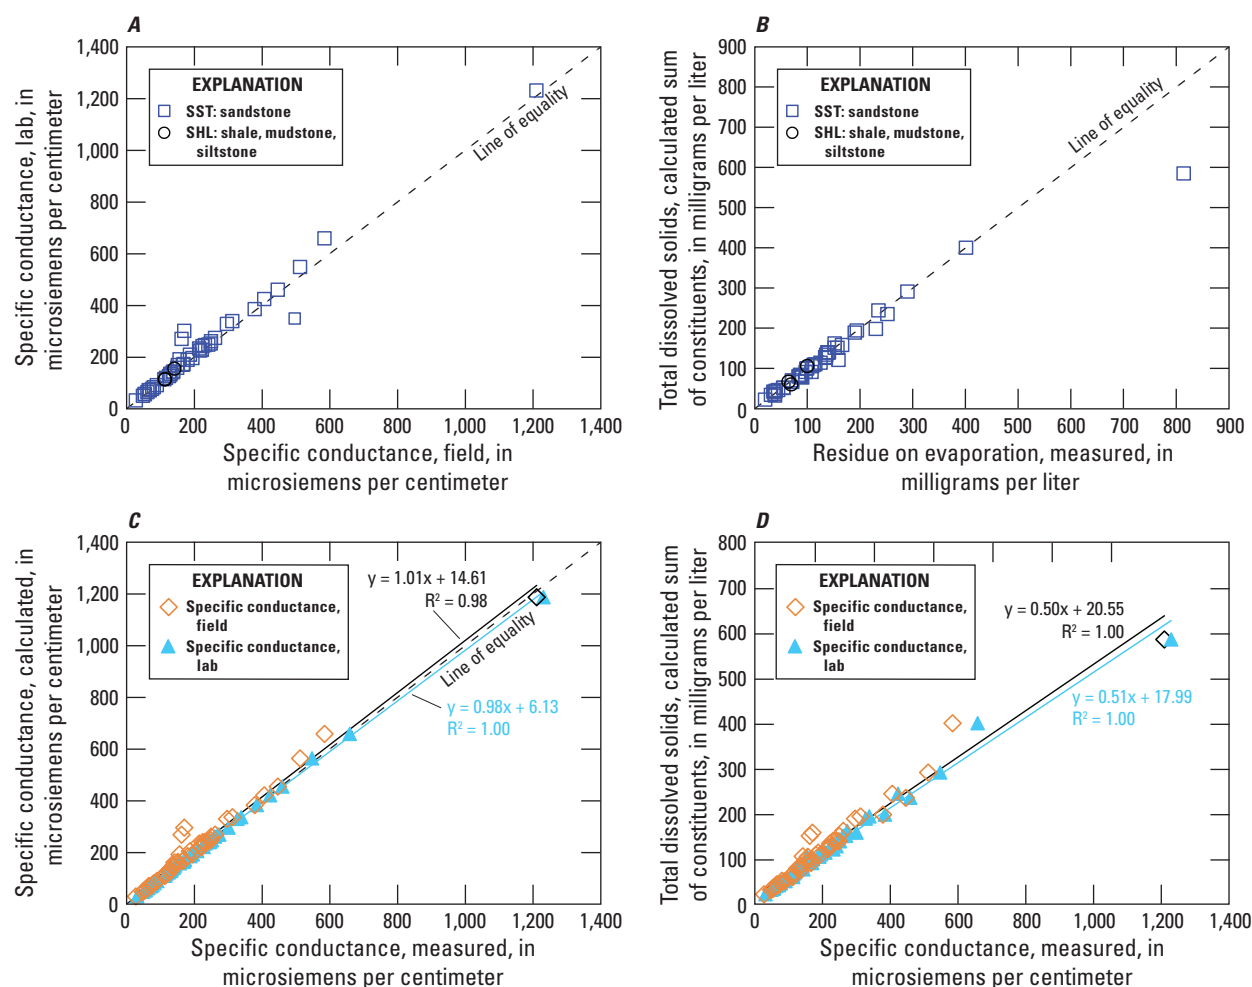 A
Specific conductance, lab, in
microsiemens per centimeter
1,400
1,200
1,000
800
600
400
200
0
EXPLANATION
SST: sandstone
SHL: shale, mudstone,
siltstone
Line of equality
0 200 400 600 800 1,000 1,200 1,400
Specific conductance, field, in
microsiemens per centimeter
B
Total dissolved solids, calculated sum
of constituents, in milligrams per liter
900
800
700
600
500
400
300
200
100
0
EXPLANATION
SST: sandstone
SHL: shale, mudstone,
siltstone
Line of equality
0 100 200 300 400 500 600 700 800 900
Residue on evaporation, measured, in
milligrams per liter
C
Specific conductance, calculated, in
microsiemens per centimeter
1,400
1,200
1,000
800
600
400
200
0
EXPLANATION
Specific conductance,
field
Specific conductance,
lab
y = 1.01x + 14.61
R² = 0.98
Line of equality
y = 0.98x + 6.13
R² = 1.00
0 200 400 600 800 1,000 1,200 1,400
Specific conductance, measured, in
microsiemens per centimeter
D
Total dissolved solids, calculated sum
of constituents, in milligrams per liter
800
700
600
500
400
300
200
100
0
EXPLANATION
Specific conductance,
field
Specific conductance,
lab
y = 0.50x + 20.55
R² = 1.00
y = 0.51x + 17.99
R² = 1.00
0 200 400 600 800 1,000 1,200 1,400
Specific conductance, measured, in
microsiemens per centimeter